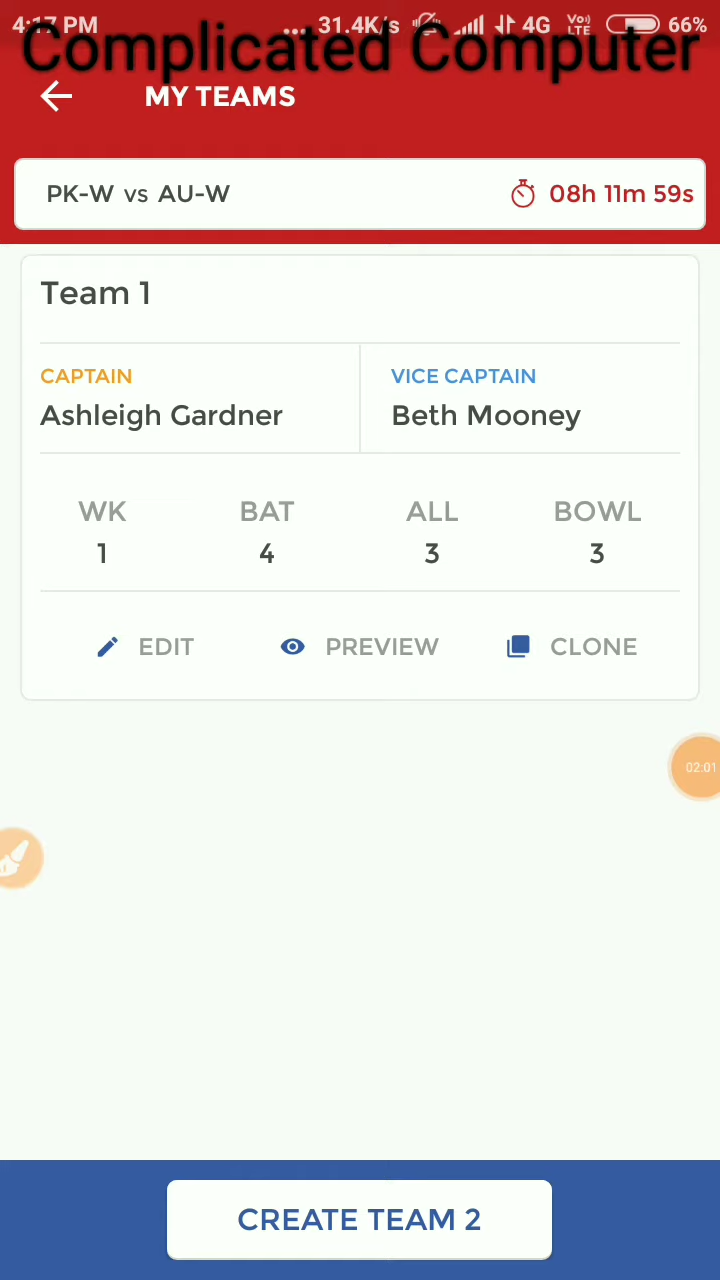 4:17 PM ... 31.4K/s 4G Vo) LTE 66%
Complicated Computer
MY TEAMS
PK-W vs AU-W 08h 11m 59s
Team 1
CAPTAIN VICE CAPTAIN
Ashleigh Gardner Beth Mooney
WK BAT ALL BOWL
1 4 3 3
EDIT PREVIEW CLONE
02:01
CREATE TEAM 2